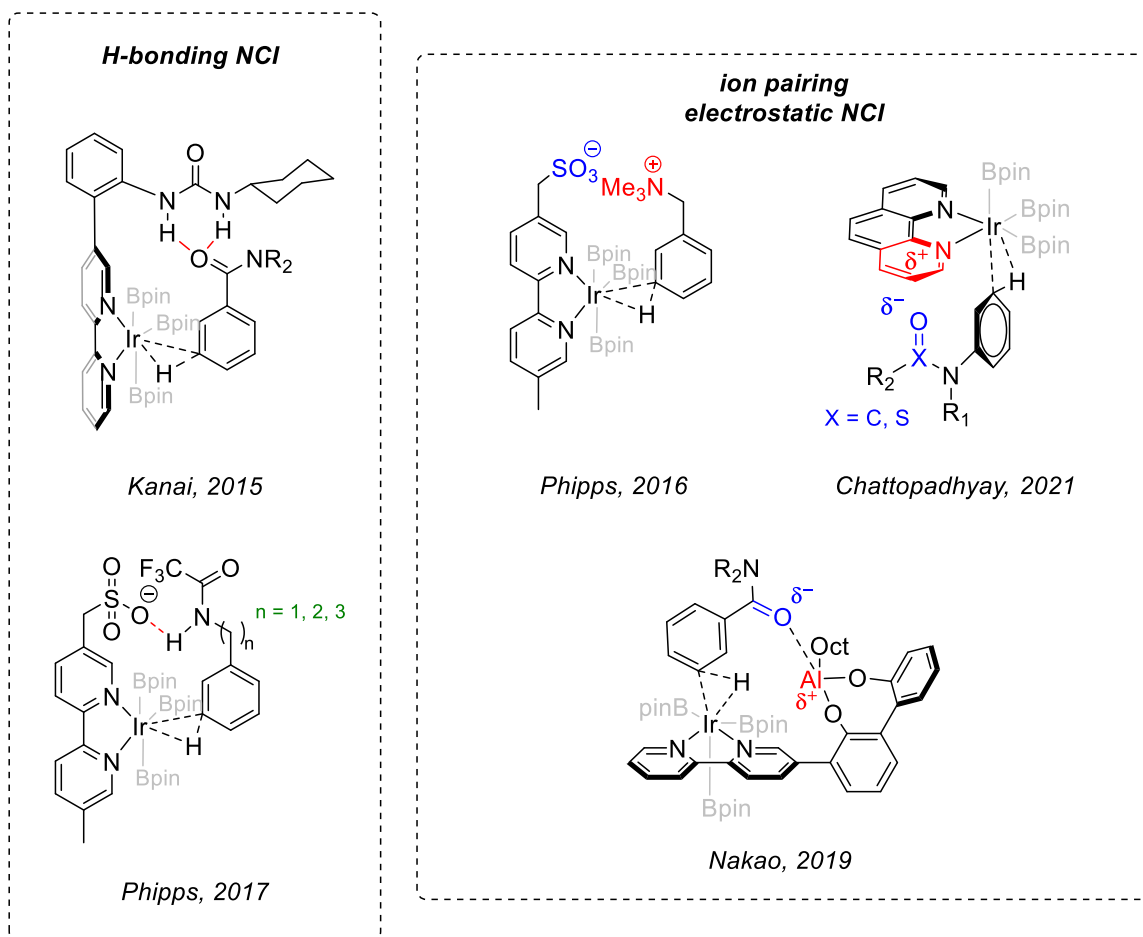 H-bonding NCI
O
N
N
H
H
O
NR2
N
N
Ir
Bpin
Bpin
Bpin
H
Kanai, 2015
O
S
O
O
⊖
F3C
O
N
H
n
n = 1, 2, 3
N
N
Ir
Bpin
Bpin
Bpin
H
Phipps, 2017
ion pairing
electrostatic NCI
SO3
⊖
⊕
Me3N
N
N
Ir
Bpin
Bpin
Bpin
H
Phipps, 2016
N
N
δ+
Ir
Bpin
Bpin
Bpin
H
δ−
O
X
R2
N
R1
X = C, S
Chattopadhyay, 2021
R2N
O
δ−
Oct
Al
δ+
O
O
H
pinB
Ir
Bpin
N
N
Bpin
Nakao, 2019